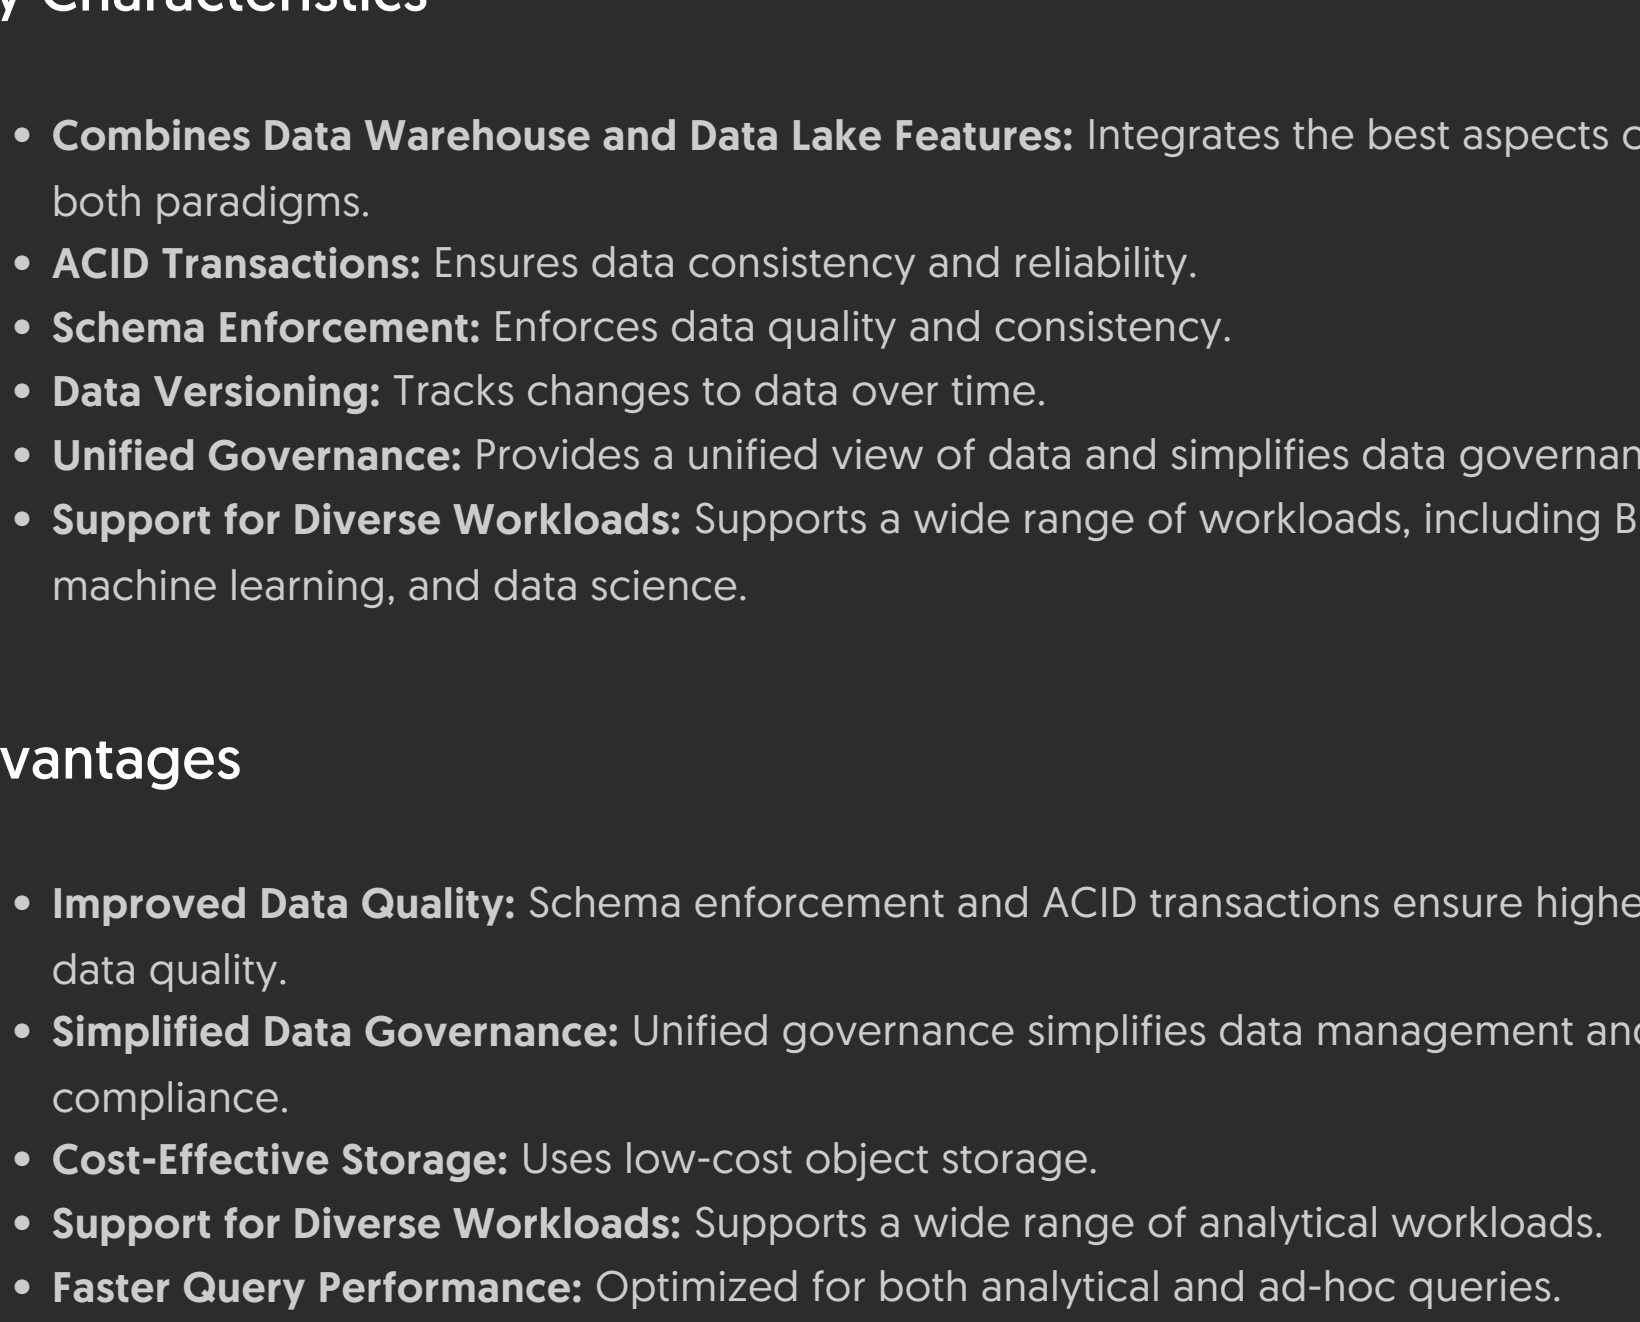 y Characteristics
• Combines Data Warehouse and Data Lake Features: Integrates the best aspects
both paradigms.
• ACID Transactions: Ensures data consistency and reliability.
• Schema Enforcement: Enforces data quality and consistency.
• Data Versioning: Tracks changes to data over time.
• Unified Governance: Provides a unified view of data and simplifies data governan
• Support for Diverse Workloads: Supports a wide range of workloads, including B
machine learning, and data science.
vantages
• Improved Data Quality: Schema enforcement and ACID transactions ensure highe
data quality.
• Simplified Data Governance: Unified governance simplifies data management and
compliance.
• Cost-Effective Storage: Uses low-cost object storage.
• Support for Diverse Workloads: Supports a wide range of analytical workloads.
• Faster Query Performance: Optimized for both analytical and ad-hoc queries.